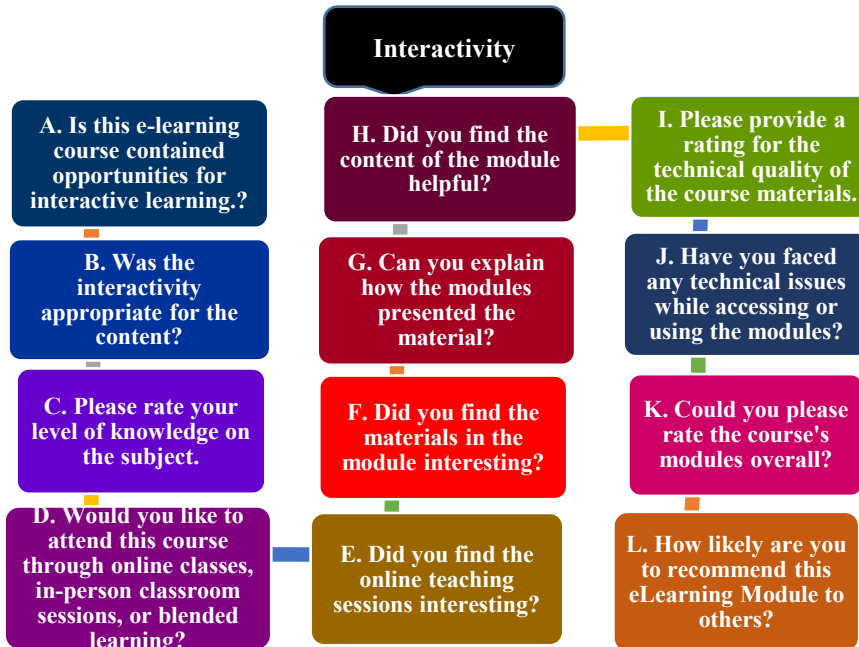 Interactivity
A. Is this e-learning
course contained
opportunities for
interactive learning.?
B. Was the
interactivity
appropriate for the
content?
C. Please rate your
level of knowledge on
the subject.
D. Would you like to
attend this course
through online classes,
in-person classroom
sessions, or blended
learning?
E. Did you find the
online teaching
sessions interesting?
F. Did you find the
materials in the
module interesting?
G. Can you explain
how the modules
presented the
material?
H. Did you find the
content of the module
helpful?
I. Please provide a
rating for the
technical quality of
the course materials.
J. Have you faced
any technical issues
while accessing or
using the modules?
K. Could you please
rate the course's
modules overall?
L. How likely are you
to recommend this
eLearning Module to
others?